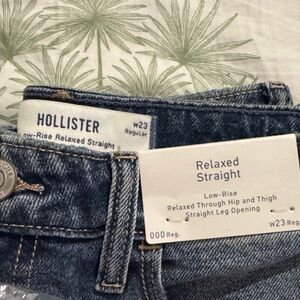 HOLLISTER
W23
Regular
Low-Rise Relaxed Straight
Relaxed
Straight
Low-Rise
Relaxed Through Hip and Thigh
Straight Leg Opening
000 Reg.
W23 Reg.